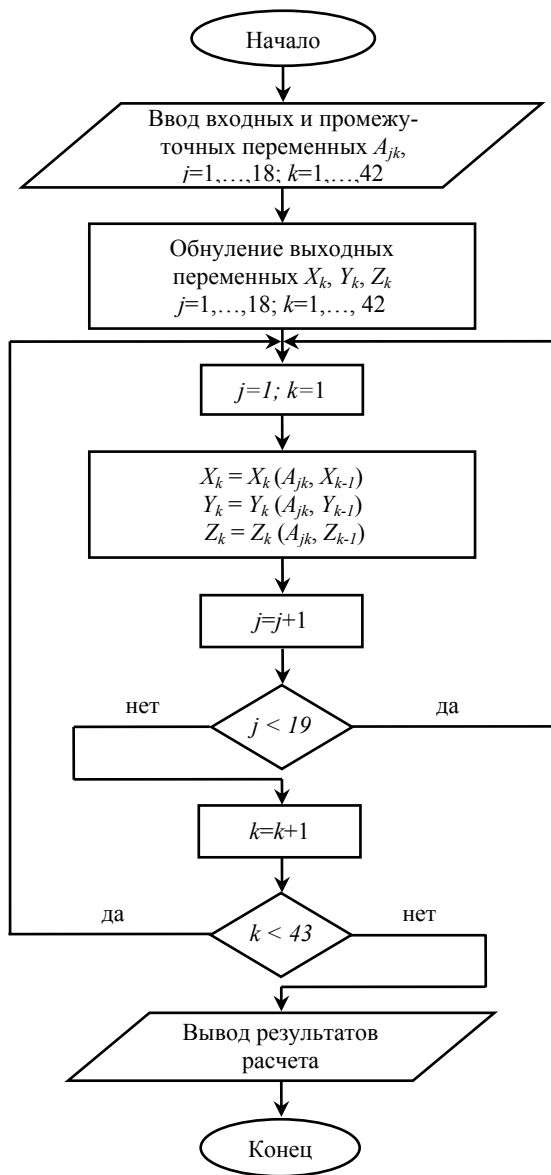 Начало
Ввод входных и промежу-
точных переменных A_jk,
j=1,…,18; k=1,…,42
Обнуление выходных
переменных X_k, Y_k, Z_k
j=1,…,18; k=1,…, 42
j=1; k=1
X_k = X_k (A_jk, X_k-1)
Y_k = Y_k (A_jk, Y_k-1)
Z_k = Z_k (A_jk, Z_k-1)
j=j+1
нет
j < 19
да
k=k+1
да
k < 43
нет
Вывод результатов
расчета
Конец